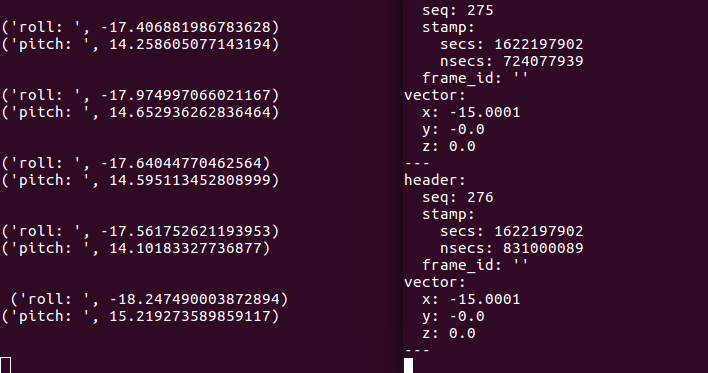 ('roll: ', -17.406881986783628)
('pitch: ', 14.258605077143194)
('roll: ', -17.974997066021167)
('pitch: ', 14.652936262836464)
('roll: ', -17.64044770462564)
('pitch: ', 14.595113452808999)
('roll: ', -17.561752621193953)
('pitch: ', 14.10183327736877)
('roll: ', -18.247490003872894)
('pitch: ', 15.219273589859117)
seq: 275
stamp:
secs: 1622197902
nsecs: 724077939
frame_id: ''
vector:
x: -15.0001
y: -0.0
z: 0.0
---
header:
seq: 276
stamp:
secs: 1622197902
nsecs: 831000089
frame_id: ''
vector:
x: -15.0001
y: -0.0
z: 0.0
---